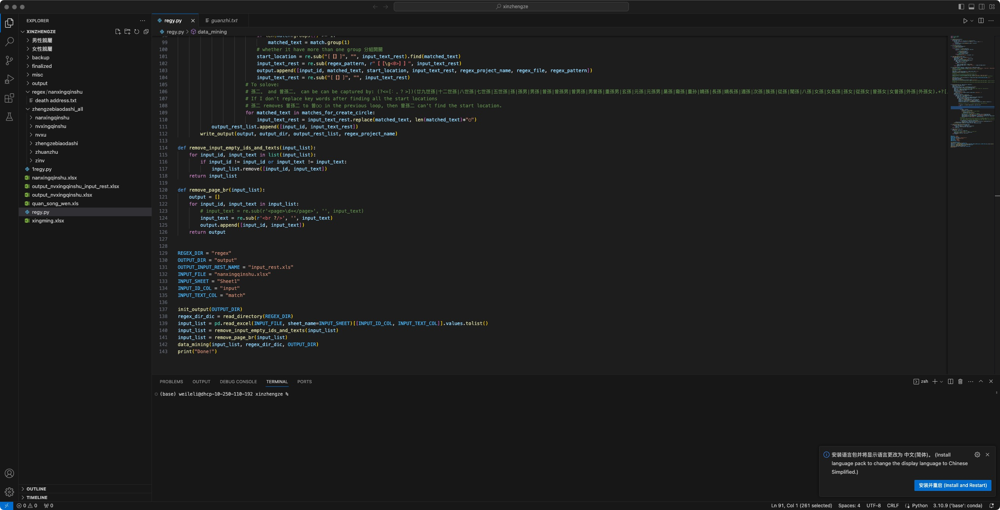 xinzhengze
EXPLORER
XINZHENGZE
男性親屬
女性親屬
backup
finalized
misc
output
regex/nanxingqinshu
death address.txt
zhengzebiaodashi_all
nanxingqinshu
nvxingqinshu
nvxu
zhengzebiaodashi
zhuanzhu
zinv
1regy.py
nanxingqinshu.xlsx
output_nvxingqinshu_input_rest.xlsx
output_nvxingqinshu.xlsx
quan_song_wen.xls
regy.py
xingming.xlsx
OUTLINE
TIMELINE
regy.py
guanzhi.txt
regy.py > data_mining
99 matched_text = match.group(1)
100 # whether it have more than one group 分組開關
101 start_location = re.sub("[【】]", "", input_text_rest).find(matched_text)
102 input_text_rest = re.sub(regex_pattern, r"【【\g<0>】】", input_text_rest)
103 output.append([input_id, matched_text, start_location, input_text_rest, regex_project_name, regex_file, regex_pattern])
104 input_text_rest = re.sub("[【】]", "", input_text_rest)
105 # To solove:
106 # 孫二。 and 曾孫二。 can be can be captured by: (?<=[：。？>])(廿九世孫|十二世孫|八世孫|七世孫|五世孫|孫|孫男|男孫|曾孫|曾孫男|曾男孫|男曾孫|重孫男|玄孫|元孫|元孫男|晜孫|裔孫|重孙|嫡孫|長孫|嫡長孫|適孫|次孫|族孫|從孫|聞孫|八孫|女孫|女長孫|孫女|從孫女|曾孫女|女曾孫|外孫|外孫女).+?[
107 # If I don't replace key words after finding all the start locations
108 # 孫二 removes 曾孫二 to 曾○○ in the previous loop, then 曾孫二 can't find the start location.
109 for matched_text in matches_for_create_circle:
110 input_text_rest = input_text_rest.replace(matched_text, len(matched_text)*"○")
111 output_rest_list.append([input_id, input_text_rest])
112 write_output(output, output_dir, output_rest_list, regex_project_name)
113
114 def remove_input_empty_ids_and_texts(input_list):
115 for input_id, input_text in list(input_list):
116 if input_id != input_id or input_text != input_text:
117 input_list.remove([input_id, input_text])
118 return input_list
119
120 def remove_page_br(input_list):
121 output = []
122 for input_id, input_text in input_list:
123 # input_text = re.sub(r'<page>\d+</page>', '', input_text)
124 input_text = re.sub(r'<br ?/>', '', input_text)
125 output.append([input_id, input_text])
126 return output
127
128
129 REGEX_DIR = "regex"
130 OUTPUT_DIR = "output"
131 OUTPUT_INPUT_REST_NAME = "input_rest.xls"
132 INPUT_FILE = "nanxingqinshu.xlsx"
133 INPUT_SHEET = "Sheet1"
134 INPUT_ID_COL = "input"
135 INPUT_TEXT_COL = "match"
136
137 init_output(OUTPUT_DIR)
138 regex_dir_dic = read_directory(REGEX_DIR)
139 input_list = pd.read_excel(INPUT_FILE, sheet_name=INPUT_SHEET)[[INPUT_ID_COL, INPUT_TEXT_COL]].values.tolist()
140 input_list = remove_input_empty_ids_and_texts(input_list)
141 input_list = remove_page_br(input_list)
142 data_mining(input_list, regex_dir_dic, OUTPUT_DIR)
143 print("Done!")
PROBLEMS OUTPUT DEBUG CONSOLE TERMINAL PORTS
zsh
(base) weileli@dhcp-10-250-110-192 xinzhengze %
安装语言包并将显示语言更改为 中文(简体)。 (Install
language pack to change the display language to Chinese
Simplified.)
安装并重启 (Install and Restart)
0 0 0
Ln 91, Col 1 (261 selected) Spaces: 4 UTF-8 CRLF Python 3.10.9 ('base': conda)